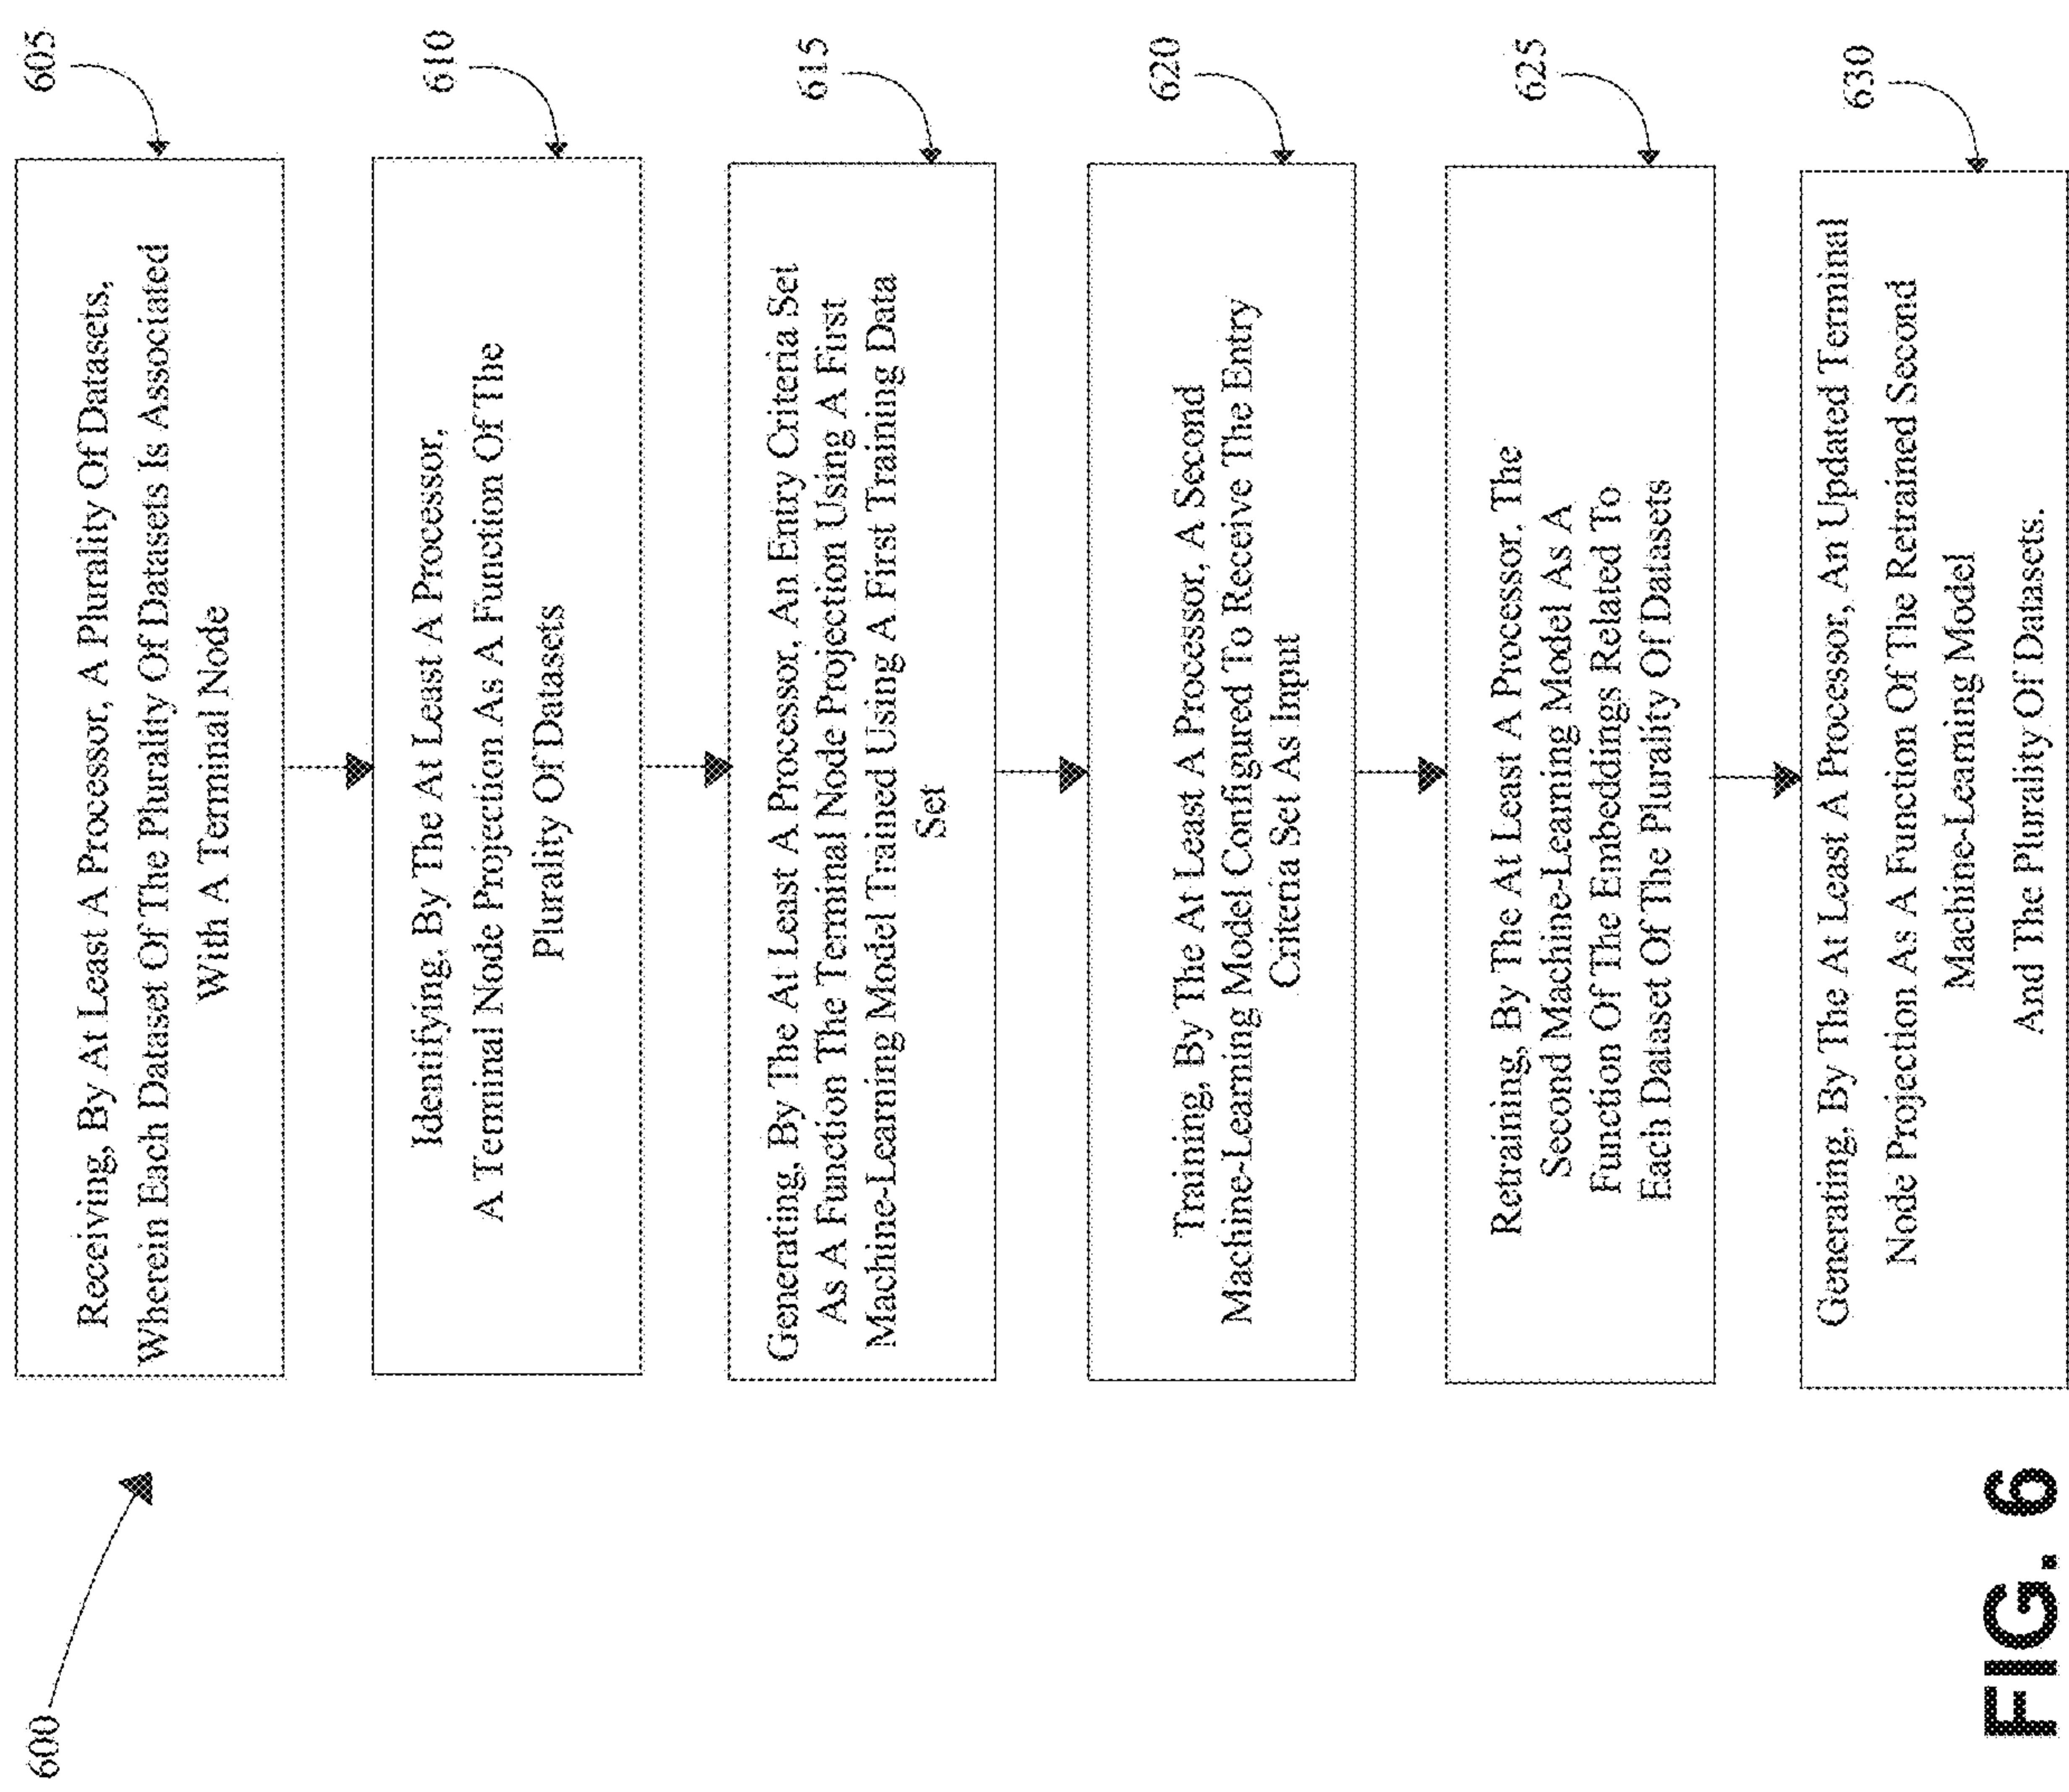 600
605
Receiving, By At Least A Processor, A Plurality Of Datasets,
Wherein Each Dataset Of The Plurality Of Datasets Is Associated
With A Terminal Node
610
Identifying, By The At Least A Processor,
A Terminal Node Projection As A Function Of The
Plurality Of Datasets
615
Generating, By The At Least A Processor, An Entry Criteria Set
As A Function The Terminal Node Projection Using A First
Machine-Learning Model Trained Using A First Training Data
Set
620
Training, By The At Least A Processor, A Second
Machine-Learning Model Configured To Receive The Entry
Criteria Set As Input
625
Retraining, By The At Least A Processor, The
Second Machine-Learning Model As A
Function Of The Embeddings Related To
Each Dataset Of The Plurality Of Datasets
630
Generating, By The At Least A Processor, An Updated Terminal
Node Projection As A Function Of The Retrained Second
Machine-Learning Model
And The Plurality Of Datasets.
FIG. 6